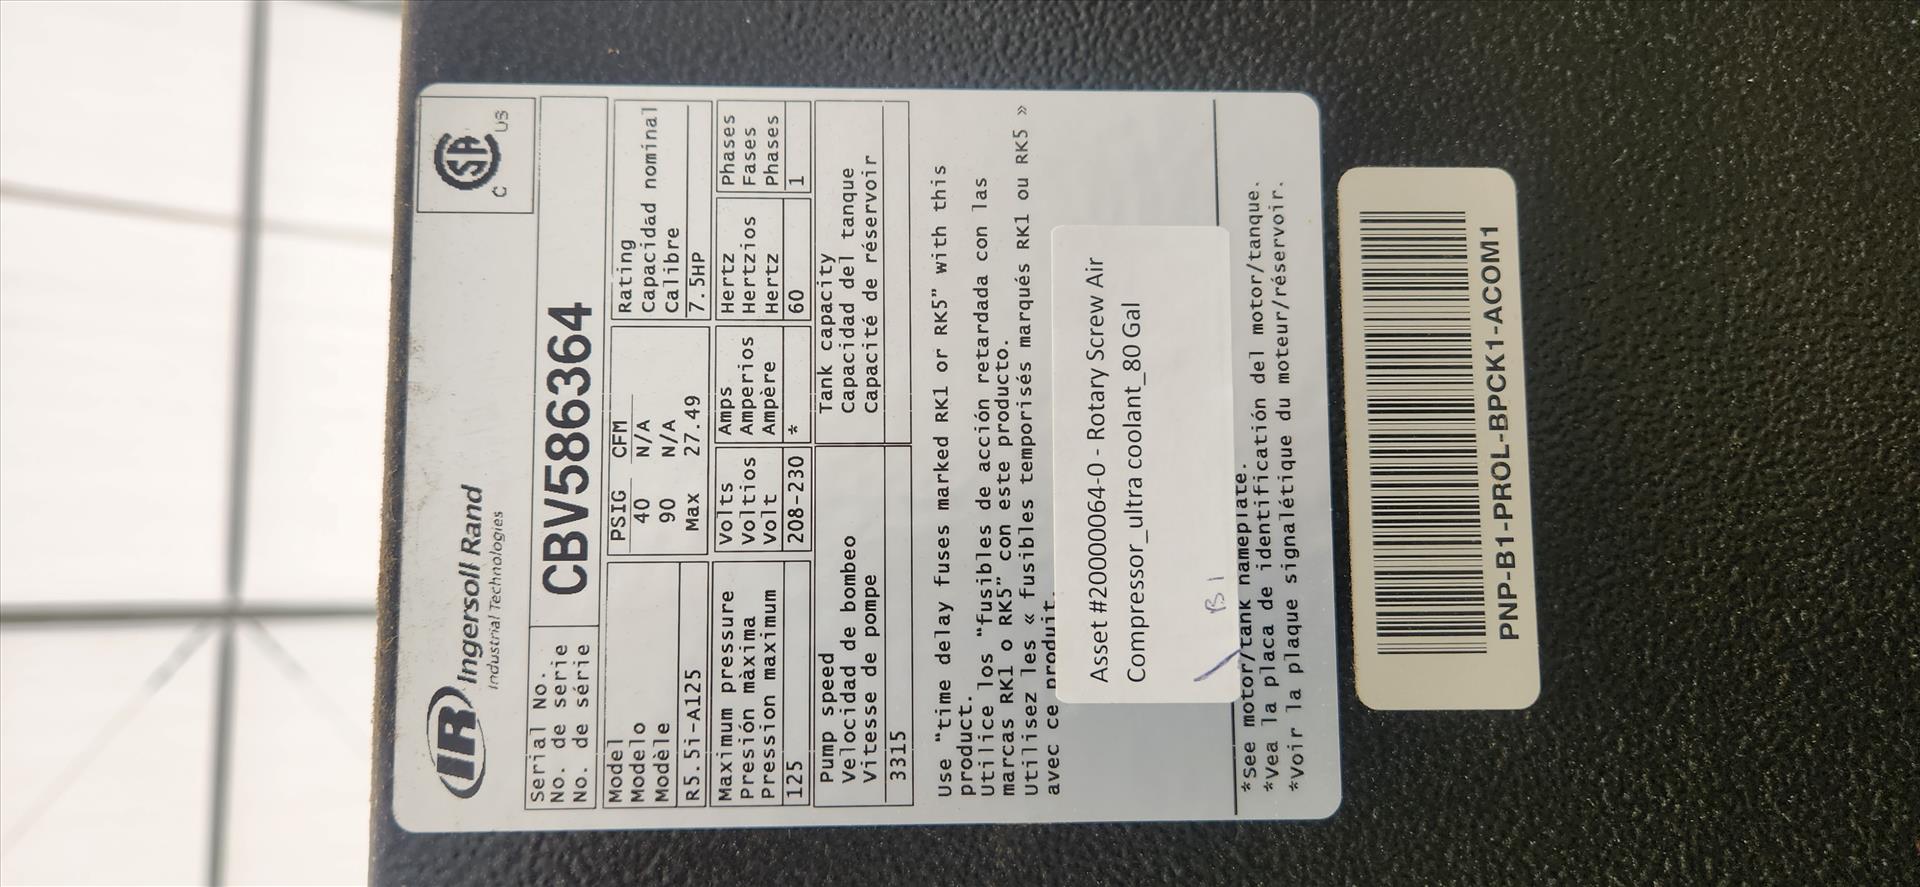 IR Ingersoll Rand
Industrial Technologies
C SA US
Serial No.
No. de serie
No. de série
CBV586364
Model
Modelo
Modèle
R5.5i-A125
PSIG CFM
40 N/A
90 N/A
Max 27.49
Rating
Capacidad nominal
Calibre
7.5HP
Maximum pressure
Presión màxima
Pression maximum
125
Volts
Voltios
Volt
208-230
Amps
Amperios
Ampère
*
Hertz
Hertzios
Hertz
60
Phases
Fases
Phases
1
Pump speed
Velocidad de bombeo
Vitesse de pompe
3315
Tank capacity
Capacidad del tanque
Capacité de réservoir
Use "time delay fuses marked RK1 or RK5" with this
product.
Utilice los "fusibles de acción retardada con las
marcas RK1 o RK5" con este producto.
Utilisez les « fusibles temporisés marqués RK1 ou RK5 »
avec ce produit.
Asset #20000064-0 - Rotary Screw Air
Compressor_ultra coolant_80 Gal
B1
*See motor/tank nameplate.
*Vea la placa de identificación del motor/tanque.
*Voir la plaque signalétique du moteur/réservoir.
PNP-B1-PROL-BPCK1-ACOM1